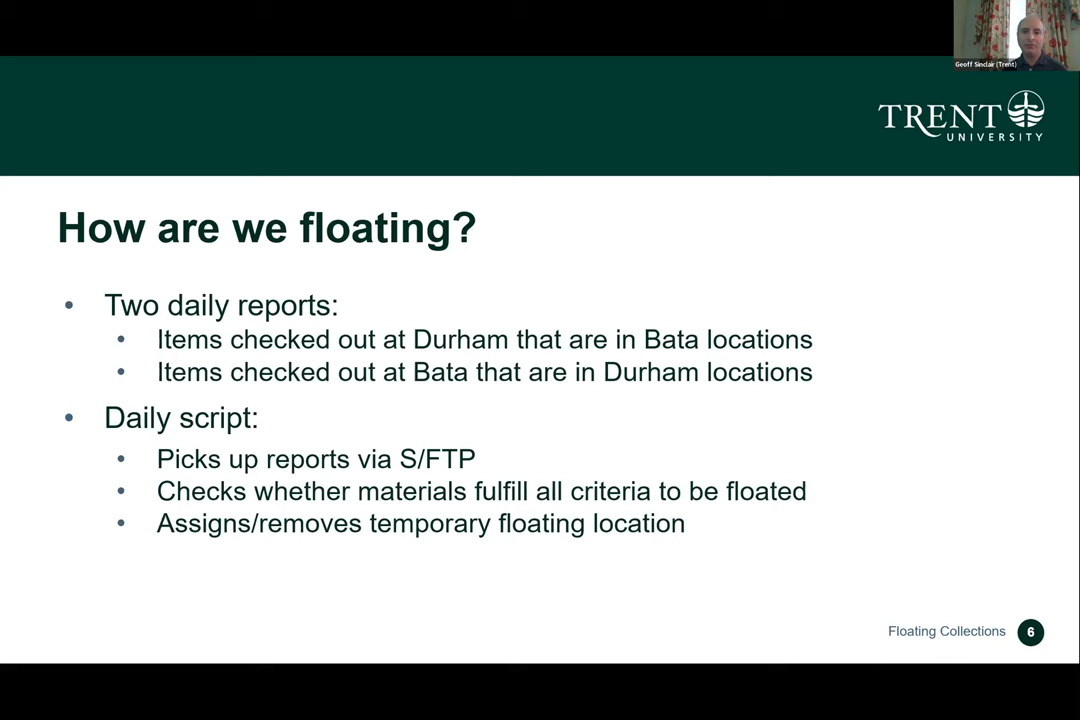 Geoff Sinclair (Trent)
TRENT
UNIVERSITY
How are we floating?
• Two daily reports:
• Items checked out at Durham that are in Bata locations
• Items checked out at Bata that are in Durham locations
• Daily script:
• Picks up reports via S/FTP
• Checks whether materials fulfill all criteria to be floated
• Assigns/removes temporary floating location
Floating Collections 6